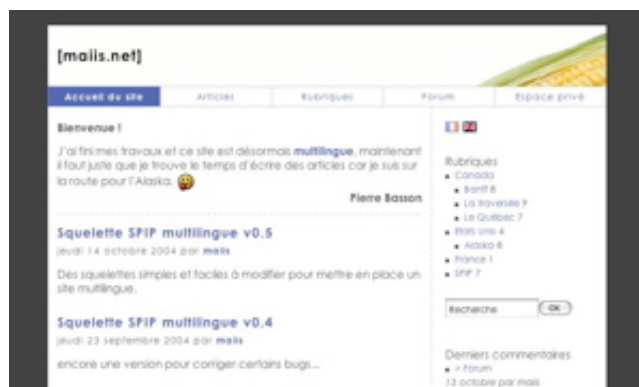 [maiis.net]
Accueil du site
Articles
Rubriques
Forum
Espace privé
Bienvenue !
J'ai fini mes travaux et ce site est désormais multilingue, maintenant
il faut juste que je trouve le temps d'écrire des articles car je suis sur
la route pour l'Alaska.
Pierre Basson
Squelette SPIP multilingue v0.5
jeudi 14 octobre 2004 par maiis
Des squelettes simples et faciles à modifier pour mettre en place un
site multilingue.
Squelette SPIP multilingue v0.4
jeudi 23 septembre 2004 par maiis
encore une version pour corriger certains bugs...
Rubriques
Canada
Banff 8
La traversée 9
Le Québec 7
Etats Unis 4
Alaska 8
France 1
SPIP 7
Recherche
OK
Derniers commentaires
> Forum
13 octobre par maiis